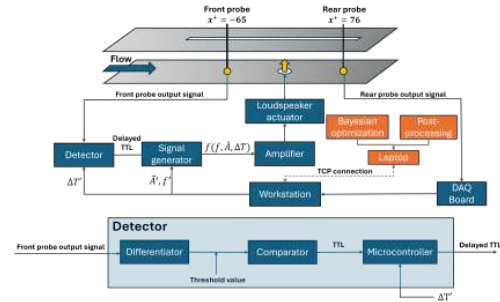 Front probe
x⁺ = −65
Rear probe
x⁺ = 76
Flow
Front probe output signal
Rear probe output signal
Loudspeaker
actuator
Bayesian
optimization
Post-
processing
Delayed
TTL
Detector
Signal
generator
f(f, Â, ΔT)
Amplifier
Laptop
TCP connection
ΔT'
Workstation
DAQ
Board
Detector
Front probe output signal
Differentiator
Comparator
TTL
Microcontroller
Delayed TTL
Threshold value
ΔT'